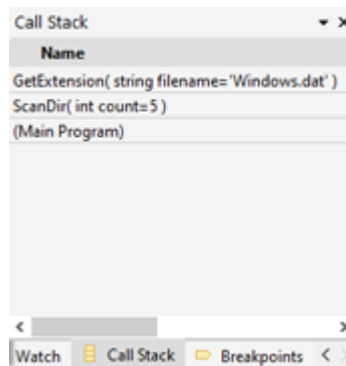 Call Stack
Name
GetExtension( string filename='Windows.dat' )
ScanDir( int count=5 )
(Main Program)
Watch Call Stack Breakpoints